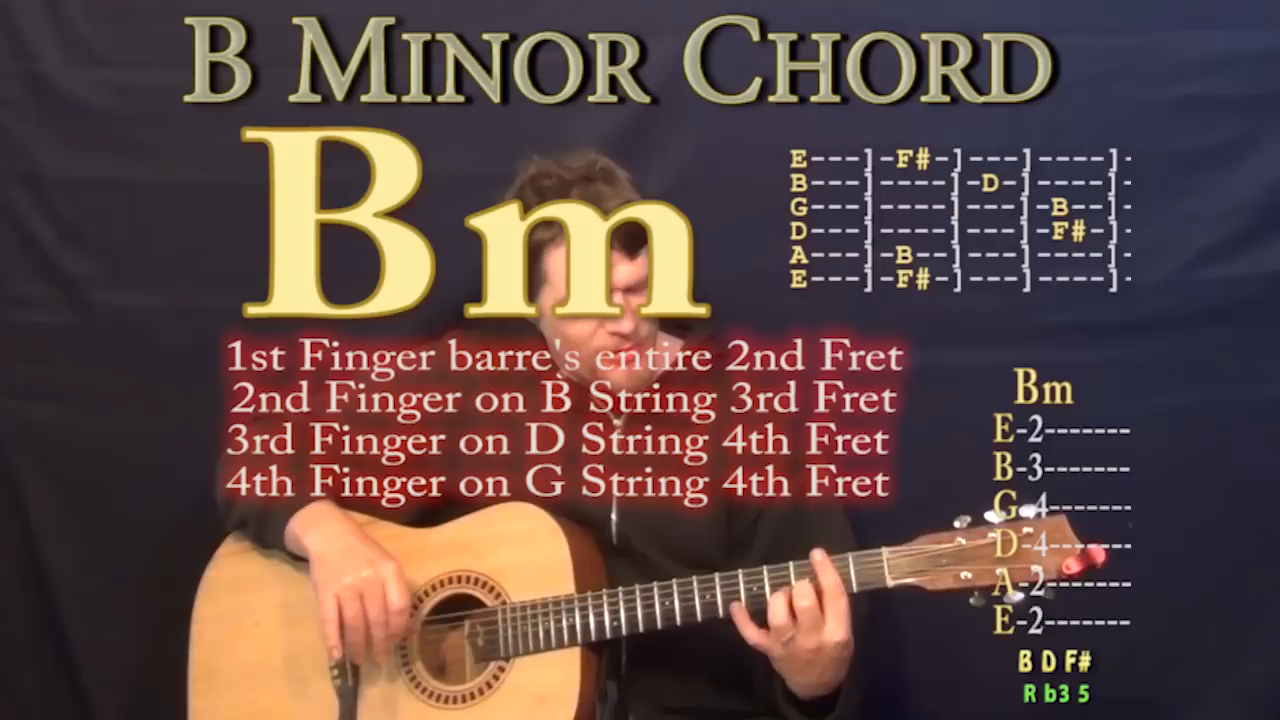 B MINOR CHORD
Bm
E---]-F#-]---]----]-
B---]----]-D-]----]-
G---]----]---]-B--]-
D---]----]---]-F#-]-
A---]-B--]---]----]-
E---]-F#-]---]----]-
1st Finger barre's entire 2nd Fret
2nd Finger on B String 3rd Fret
3rd Finger on D String 4th Fret
4th Finger on G String 4th Fret
Bm
E-2-------
B-3-------
G-4-------
D-4-------
A-2-------
E-2-------
B D F#
R b3 5